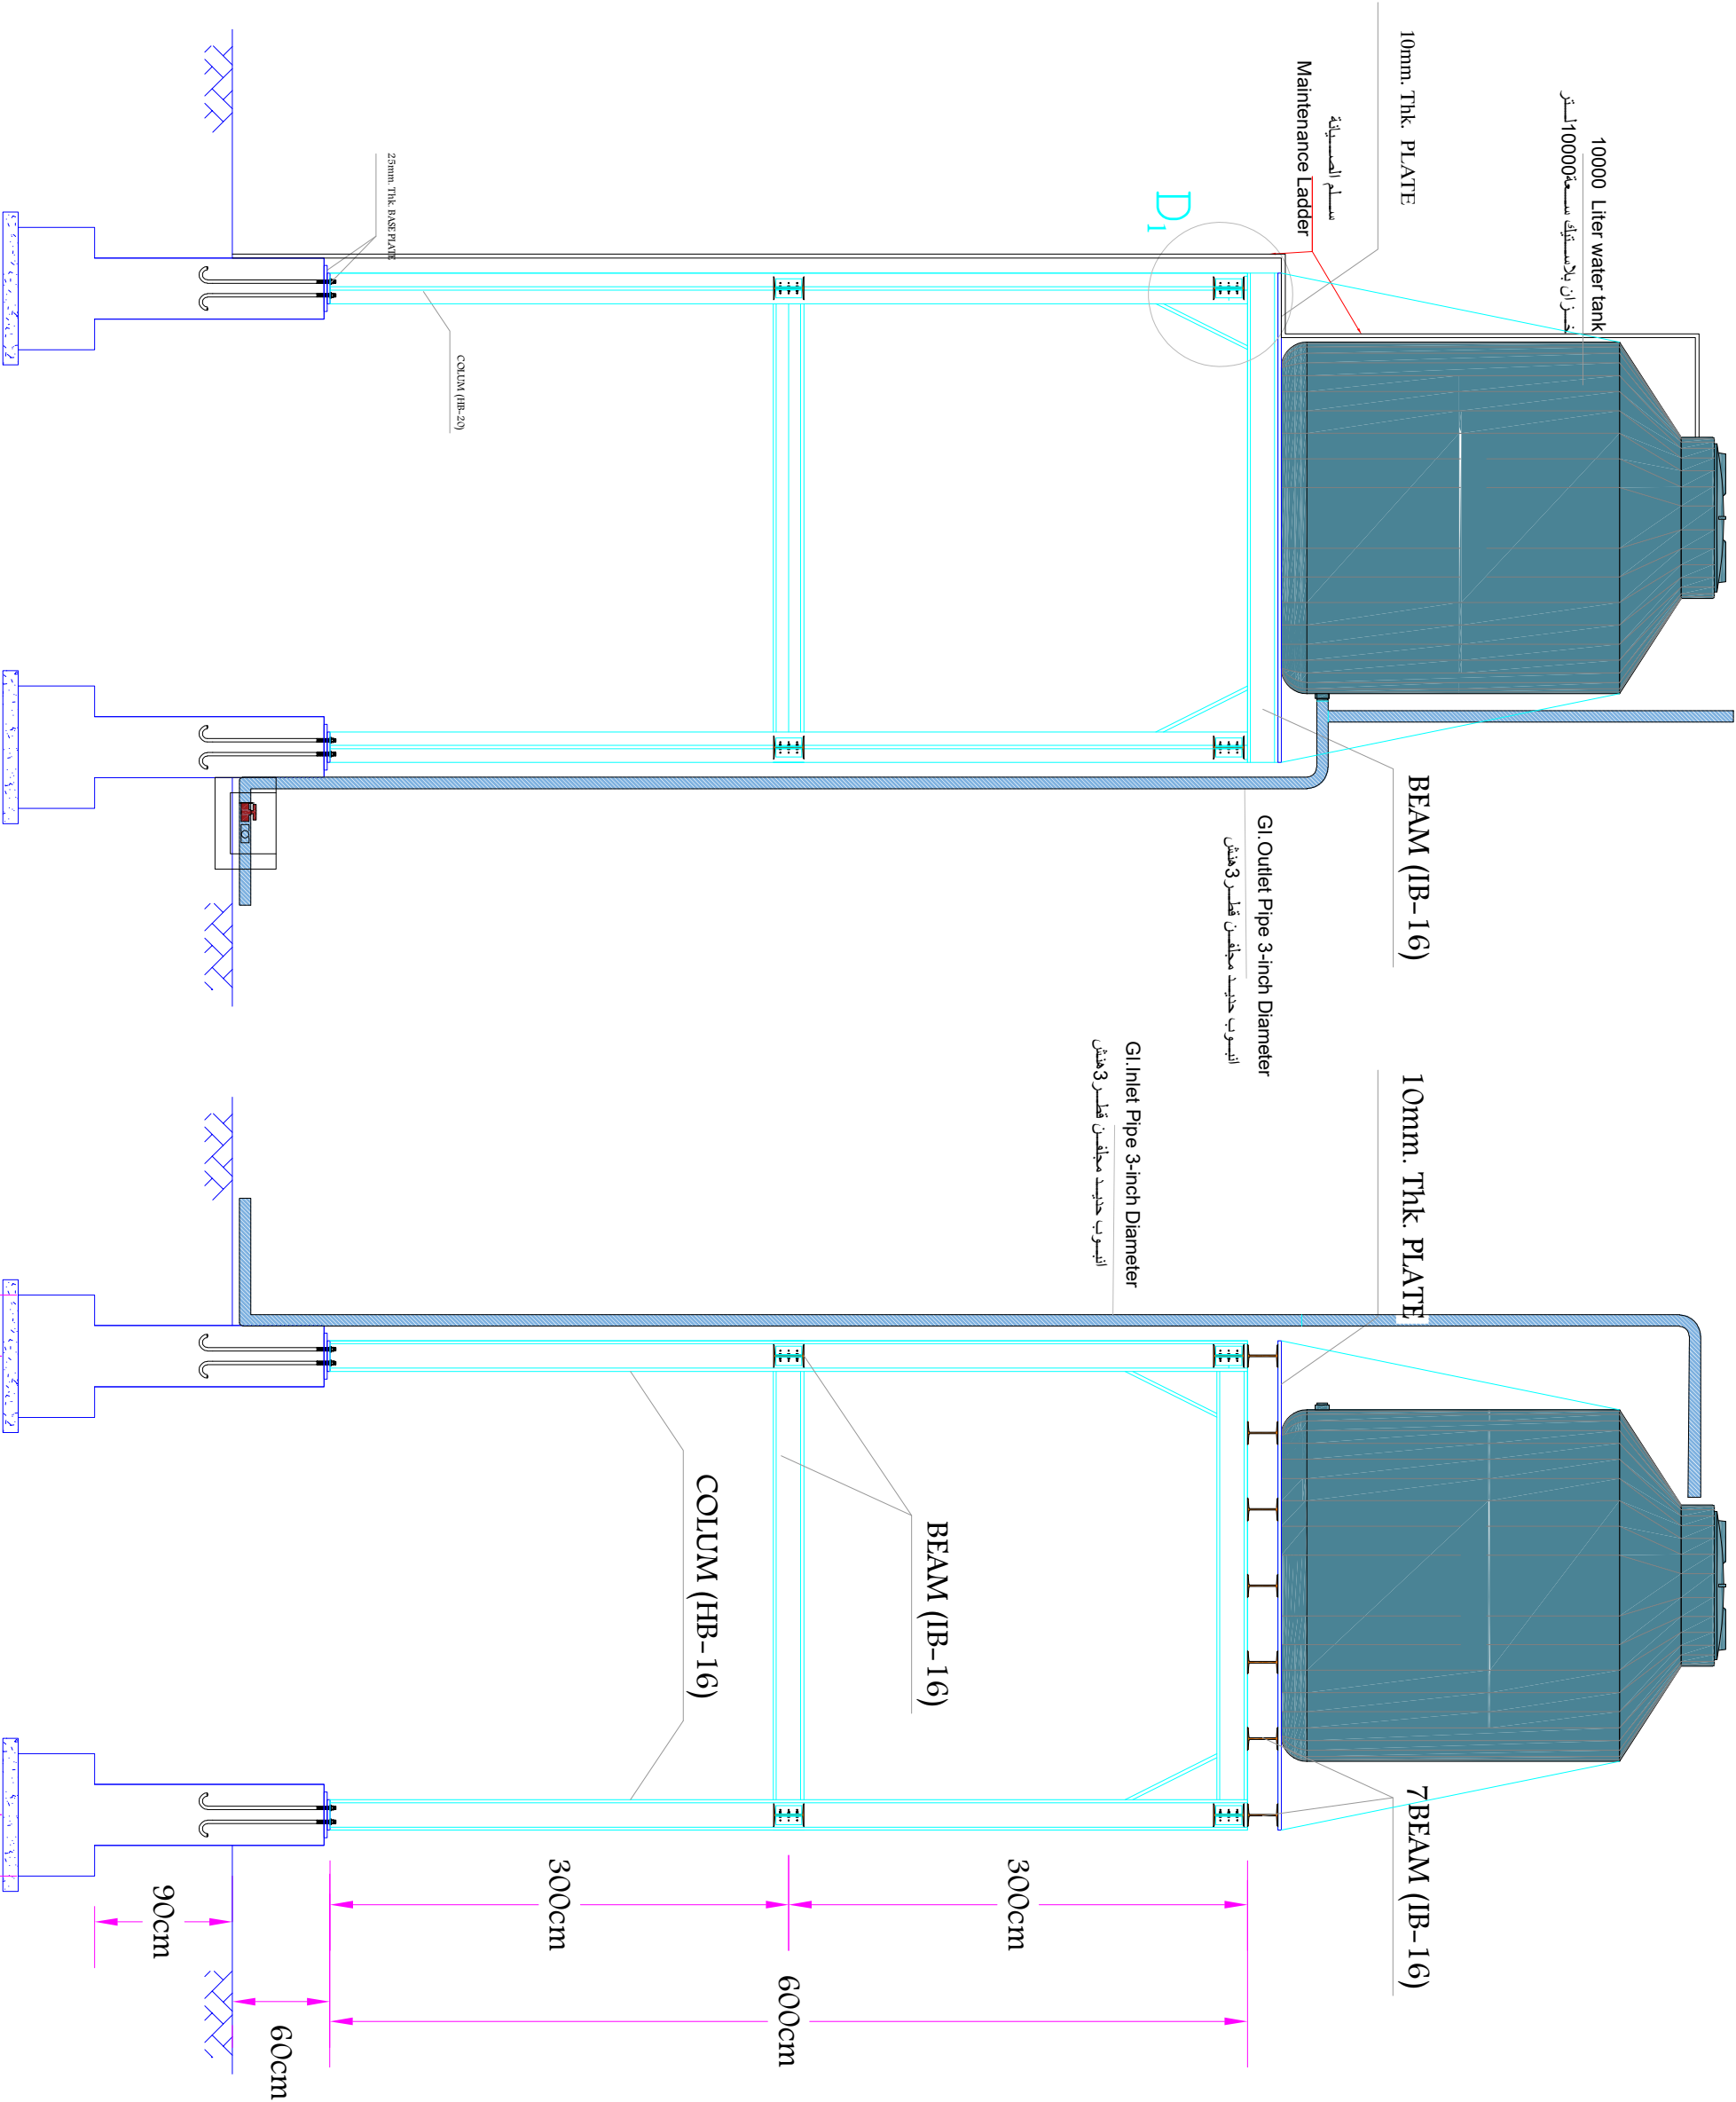 10000 Liter water tank
خزان بلاستيك سعة10000لتر
10mm. Thk. PLATE
سلم الصيانة
Maintenance Ladder
D1
25mm. Thk. BASE PLATE
COLUM (HB-20)
BEAM (IB-16)
GI.Outlet Pipe 3-inch Diameter
انبوب حديد مجلفن قطر3هنش
10mm. Thk. PLATE
GI.Inlet Pipe 3-inch Diameter
انبوب حديد مجلفن قطر3هنش
BEAM (IB-16)
COLUM (HB-16)
7BEAM (IB-16)
300cm
300cm
600cm
90cm
60cm